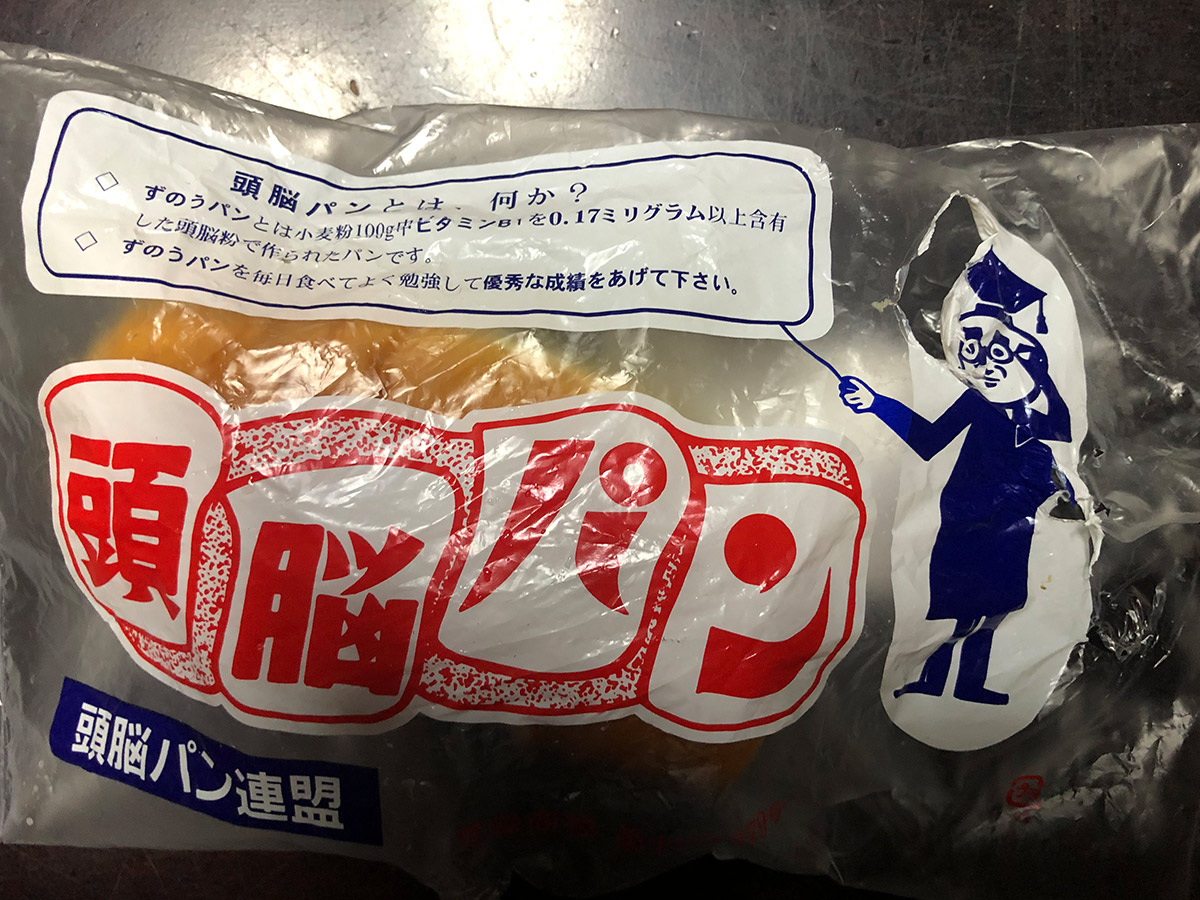 頭脳パンとは、何か?
◇ ずのうパンとは小麦粉100g中ビタミンB1を0.17ミリグラム以上含有
した頭脳粉で作られたパンです。
◇ ずのうパンを毎日食べてよく勉強して優秀な成績をあげて下さい。
頭脳パン
頭脳パン連盟